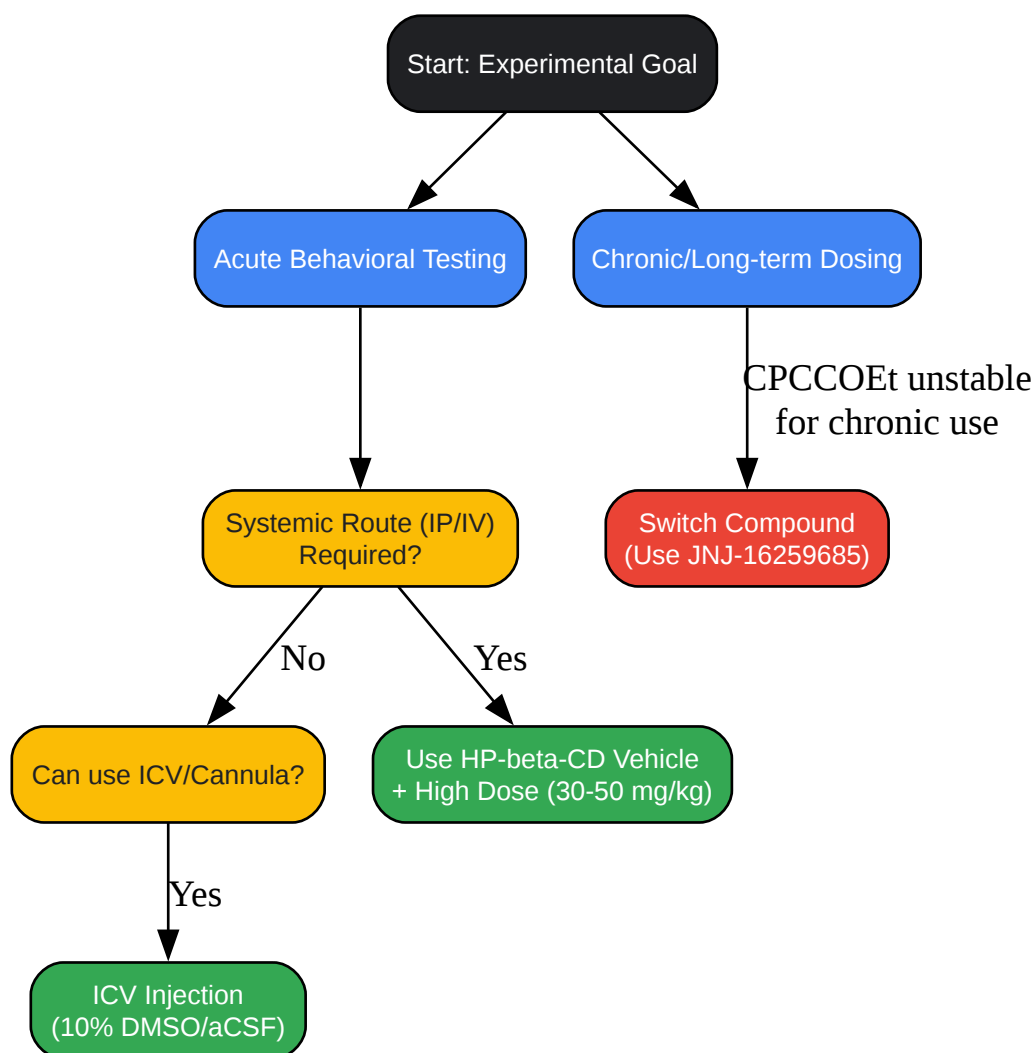 Start: Experimental Goal
Acute Behavioral Testing
Chronic/Long-term Dosing
CPCCOEt unstable
for chronic use
Systemic Route (IP/IV)
Required?
Switch Compound
(Use JNJ-16259685)
No
Yes
Can use ICV/Cannula?
Use HP-beta-CD Vehicle
+ High Dose (30-50 mg/kg)
Yes
ICV Injection
(10% DMSO/aCSF)